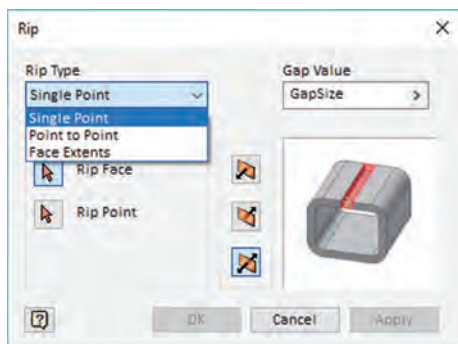 Rip
Rip Type
Gap Value
Single Point
GapSize
Single Point
Point to Point
Face Extents
Rip Face
Rip Point
OK
Cancel
Apply